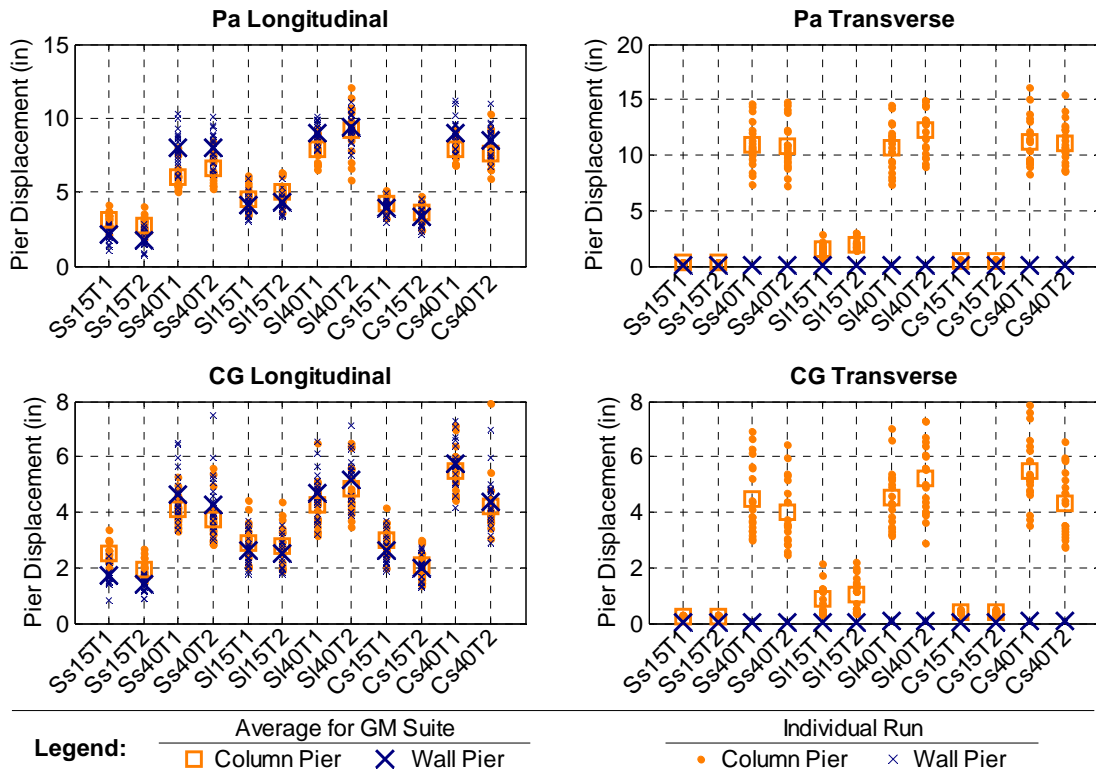 Pa Longitudinal
Pier Displacement (in)
15
10
5
0
Ss15T1
Ss15T2
Ss40T1
Ss40T2
Sl15T1
Sl15T2
Sl40T1
Sl40T2
Cs15T1
Cs15T2
Cs40T1
Cs40T2
Pa Transverse
Pier Displacement (in)
20
15
10
5
0
Ss15T1
Ss15T2
Ss40T1
Ss40T2
Sl15T1
Sl15T2
Sl40T1
Sl40T2
Cs15T1
Cs15T2
Cs40T1
Cs40T2
CG Longitudinal
Pier Displacement (in)
8
6
4
2
0
Ss15T1
Ss15T2
Ss40T1
Ss40T2
Sl15T1
Sl15T2
Sl40T1
Sl40T2
Cs15T1
Cs15T2
Cs40T1
Cs40T2
CG Transverse
Pier Displacement (in)
8
6
4
2
0
Ss15T1
Ss15T2
Ss40T1
Ss40T2
Sl15T1
Sl15T2
Sl40T1
Sl40T2
Cs15T1
Cs15T2
Cs40T1
Cs40T2
Legend:
Average for GM Suite
Column Pier
Wall Pier
Individual Run
Column Pier
Wall Pier